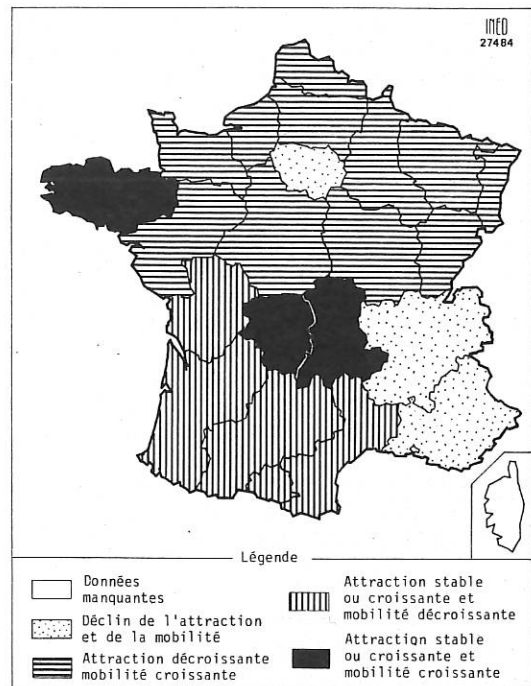 INED
27484
Légende
Données
manquantes
Déclin de l'attraction
et de la mobilité
Attraction décroissante
mobilité croissante
Attraction stable
ou croissante et
mobilité décroissante
Attraction stable
ou croissante et
mobilité croissante